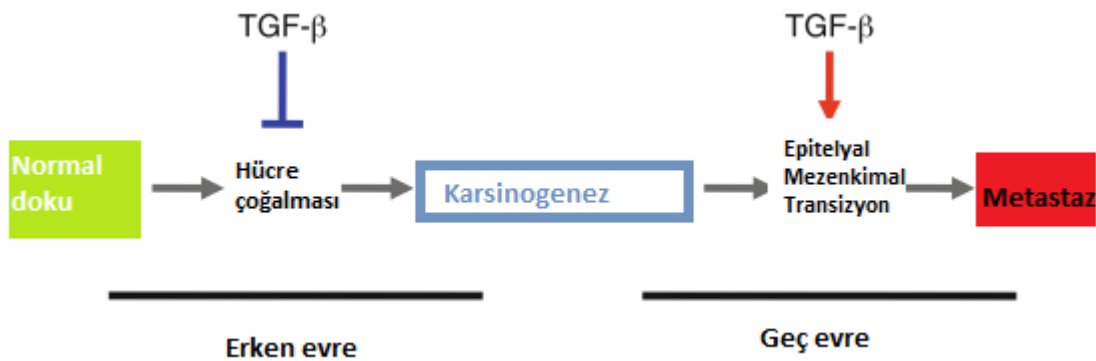 TGF-β
TGF-β
Normal
doku
Hücre
çoğalması
Karsinogenez
Epitelyal
Mezenkimal
Transizyon
Metastaz
Erken evre
Geç evre